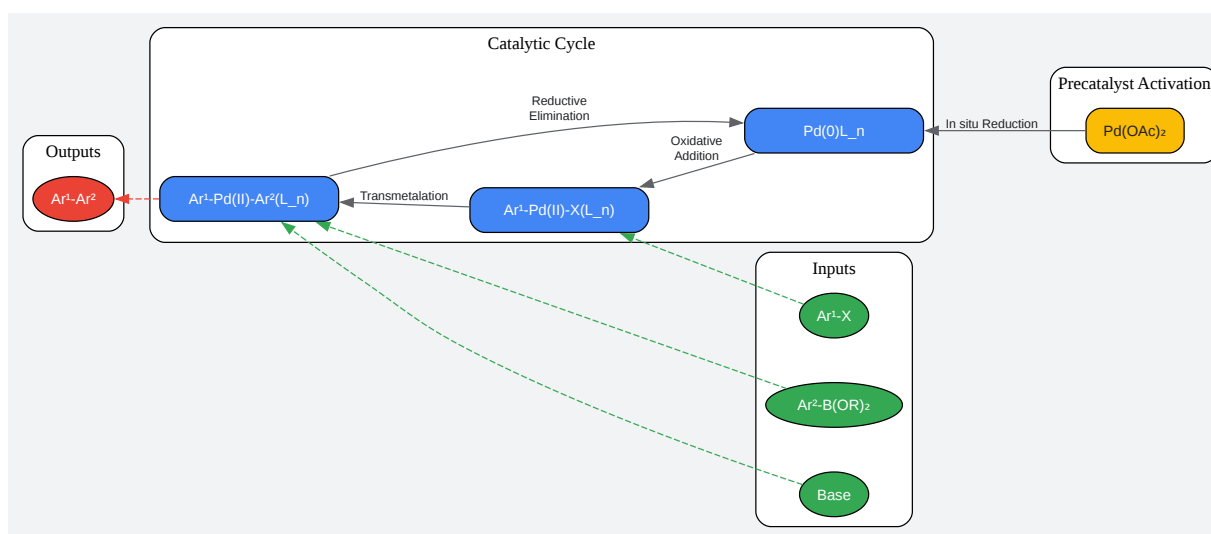 Catalytic Cycle
Precatalyst Activation
Reductive
Elimination
Pd(0)L_n
In situ Reduction
Pd(OAc)₂
Oxidative
Addition
Outputs
Ar¹-Ar²
Ar¹-Pd(II)-Ar²(L_n)
Transmetalation
Ar¹-Pd(II)-X(L_n)
Inputs
Ar¹-X
Ar²-B(OR)₂
Base